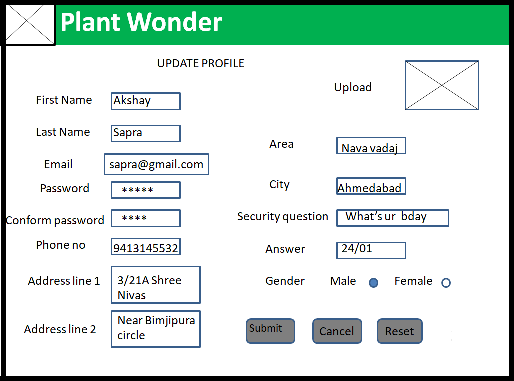 Plant Wonder
UPDATE PROFILE
Upload
First Name Akshay
Last Name Sapra
Area Nava vadaj
Email sapra@gmail.com
Password *****
City Ahmedabad
Conform password ****
Security question What's ur bday
Phone no 9413145532
Answer 24/01
Address line 1 3/21A Shree
Nivas
Gender Male Female
Address line 2 Near Bimjipura
circle
Submit Cancel Reset